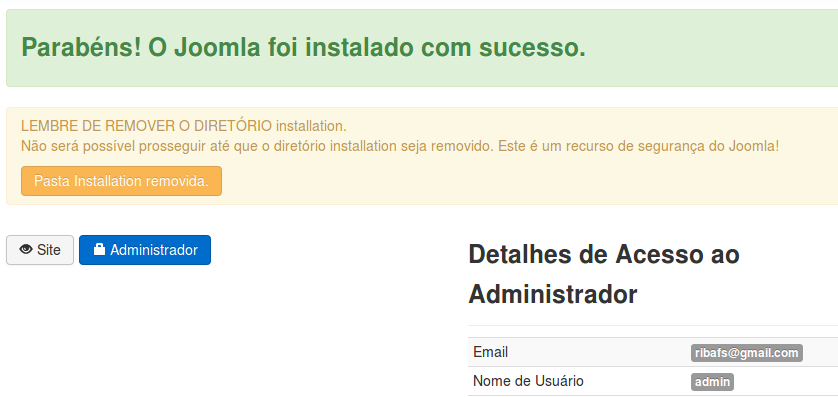 Parabéns! O Joomla foi instalado com sucesso.
LEMBRE DE REMOVER O DIRETÓRIO installation.
Não será possível prosseguir até que o diretório installation seja removido. Este é um recurso de segurança do Joomla!
Pasta Installation removida.
Site Administrador
Detalhes de Acesso ao
Administrador
Email ribafs@gmail.com
Nome de Usuário admin